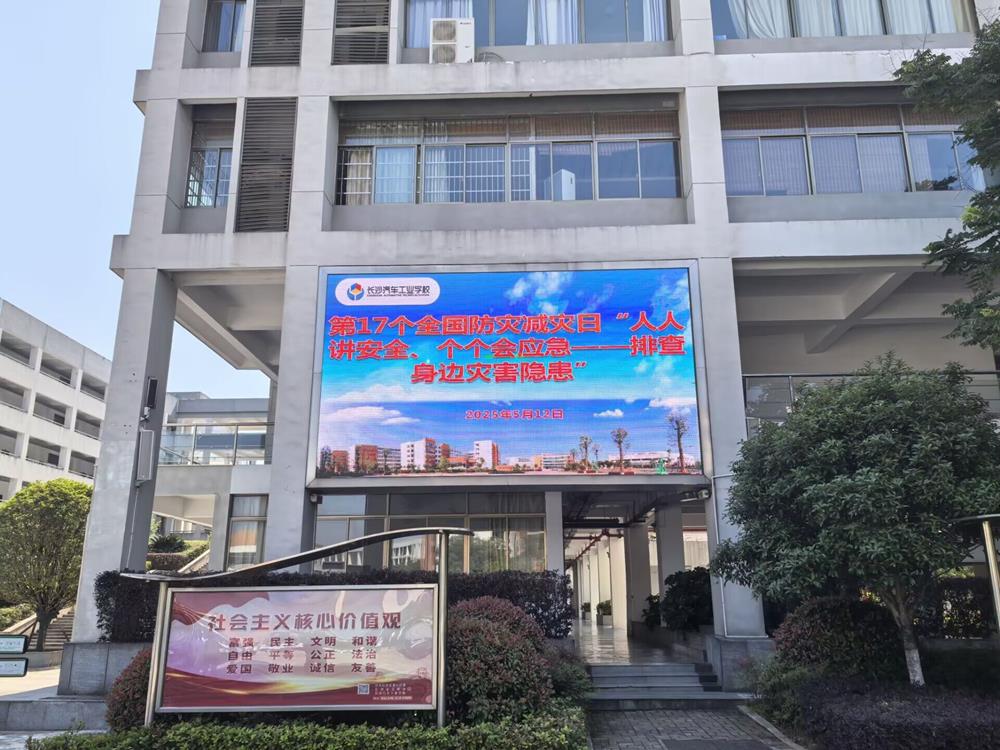 长沙汽车工业学校
第17个全国防灾减灾日“人人
讲安全、个个会应急——排查
身边灾害隐患”
2025年5月12日
社会主义核心价值观
富强 民主 文明 和谐
自由 平等 公正 法治
爱国 敬业 诚信 友善